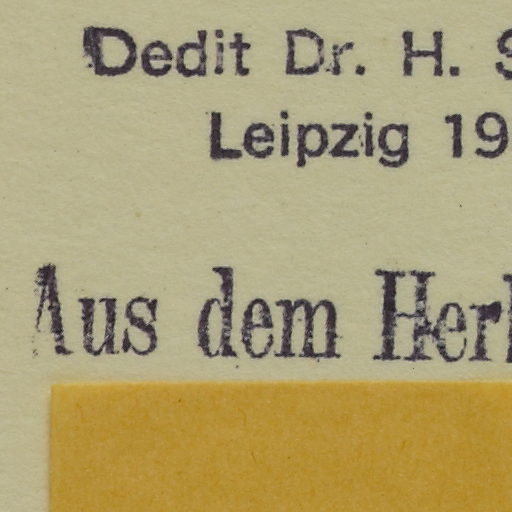 Dedit Dr. H.
Leipzig 19
Aus dem